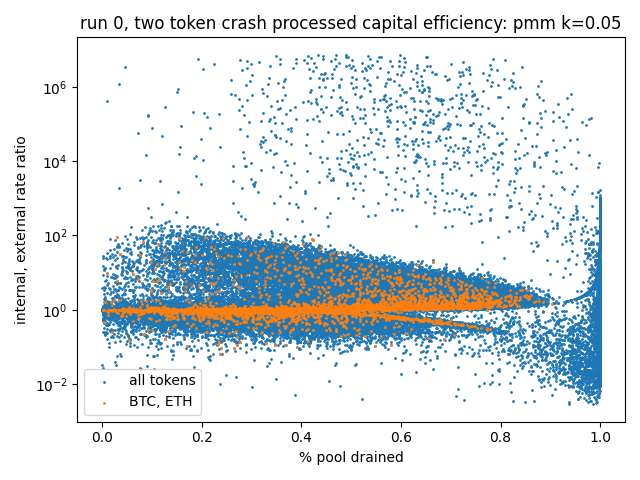 run 0, two token crash processed capital efficiency: pmm k=0.05
internal, external rate ratio
10^6
10^4
10^2
10^0
10^-2
all tokens
BTC, ETH
0.0 0.2 0.4 0.6 0.8 1.0
% pool drained